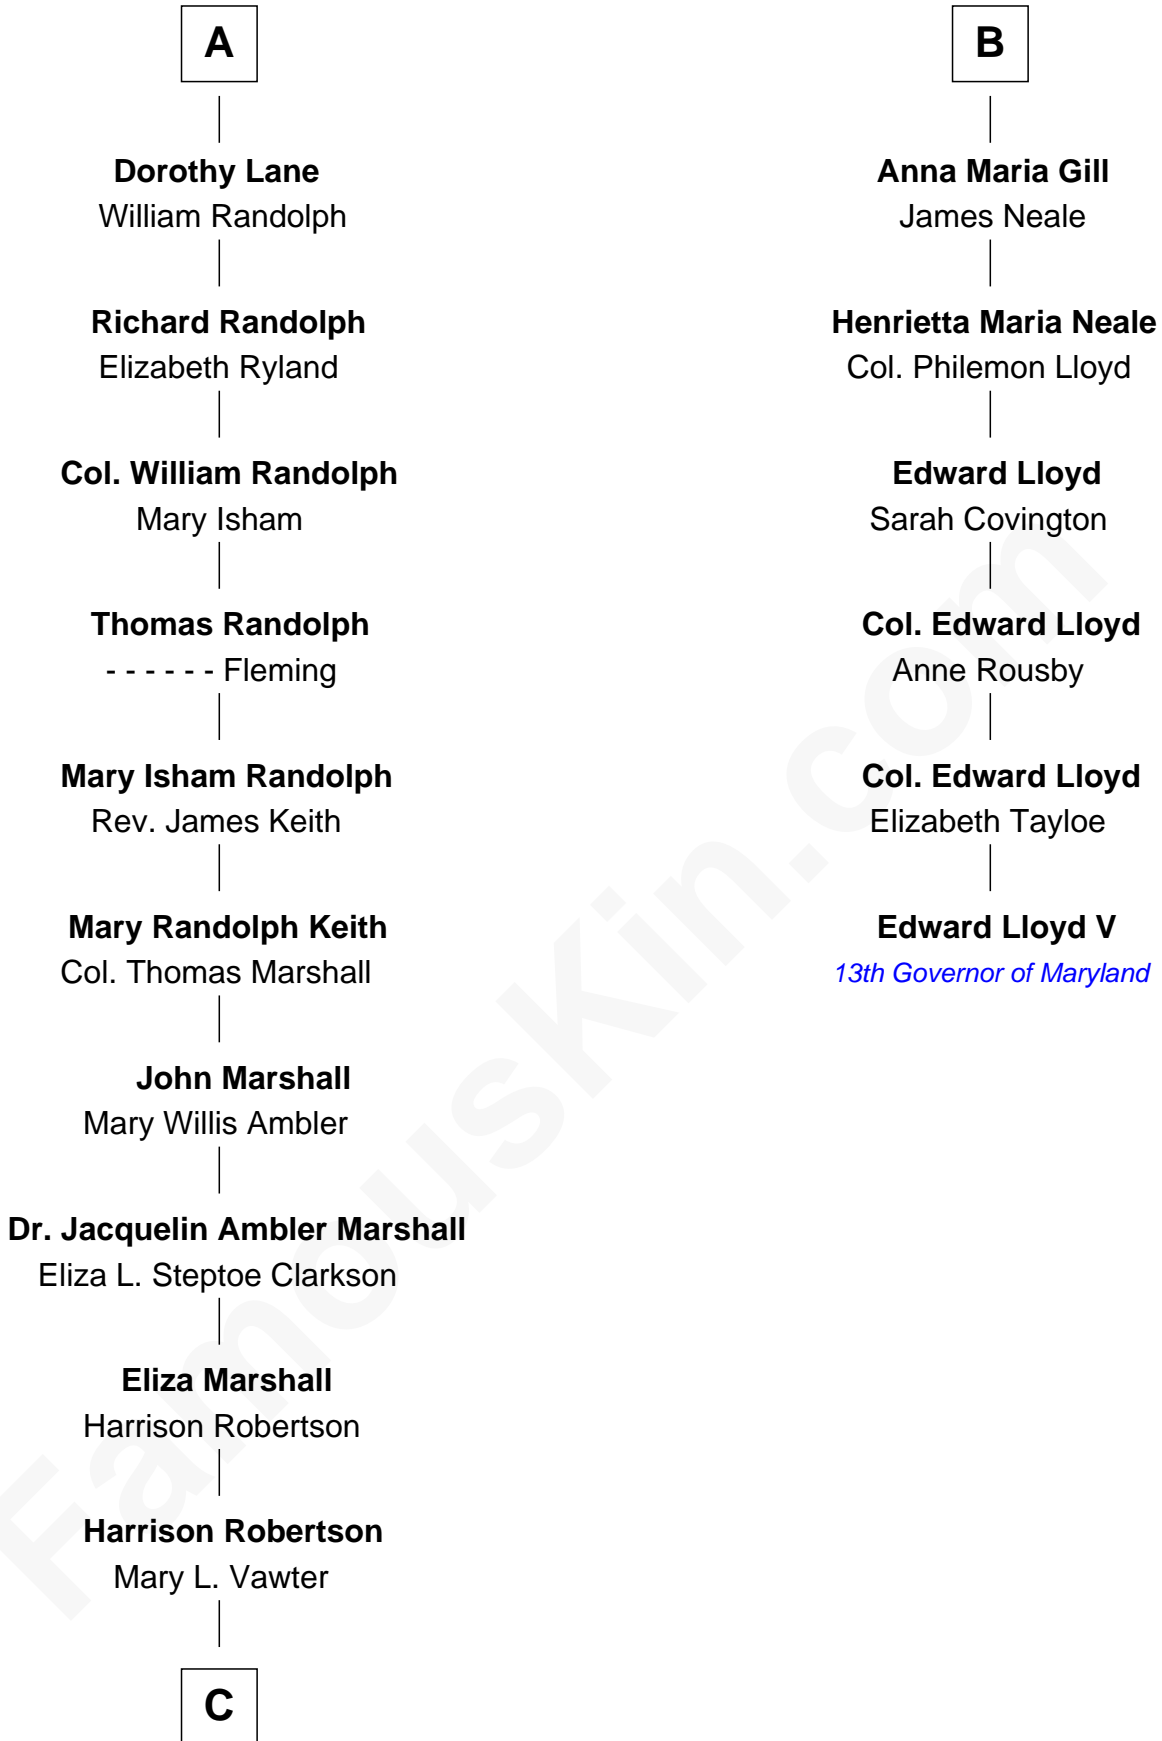 A
Dorothy Lane
William Randolph
Richard Randolph
Elizabeth Ryland
Col. William Randolph
Mary Isham
Thomas Randolph
- - - - - - Fleming
Mary Isham Randolph
Rev. James Keith
Mary Randolph Keith
Col. Thomas Marshall
John Marshall
Mary Willis Ambler
Dr. Jacquelin Ambler Marshall
Eliza L. Steptoe Clarkson
Eliza Marshall
Harrison Robertson
Harrison Robertson
Mary L. Vawter
C
B
Anna Maria Gill
James Neale
Henrietta Maria Neale
Col. Philemon Lloyd
Edward Lloyd
Sarah Covington
Col. Edward Lloyd
Anne Rousby
Col. Edward Lloyd
Elizabeth Tayloe
Edward Lloyd V
13th Governor of Maryland
FamousKin.com